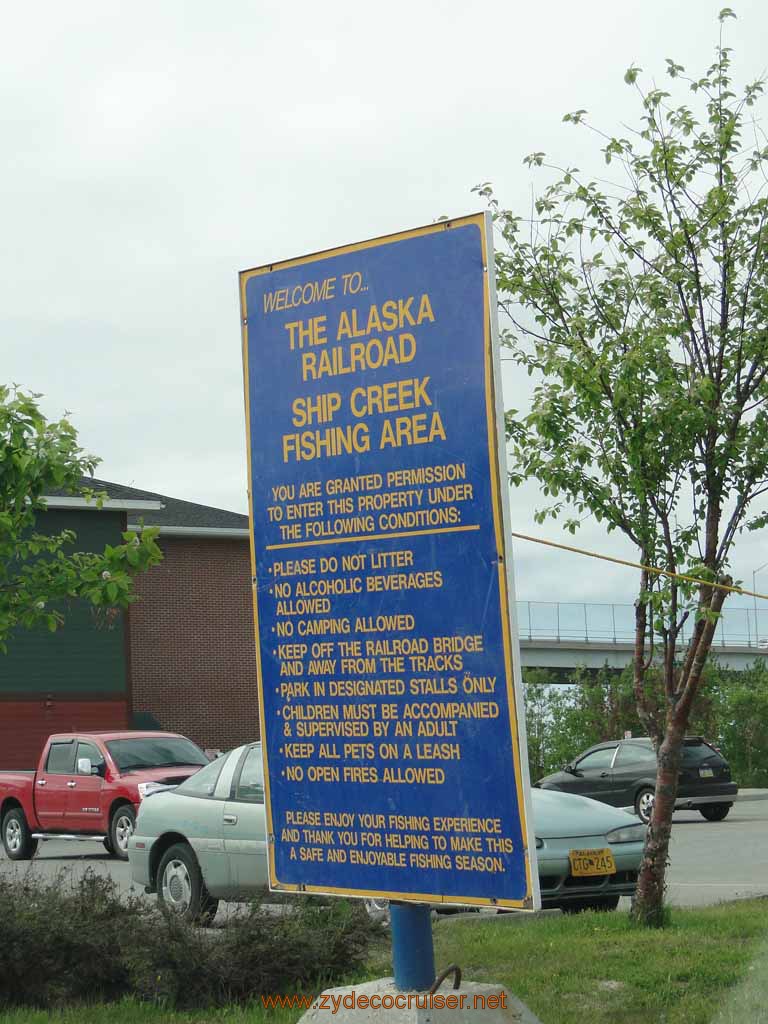 WELCOME TO...
THE ALASKA
RAILROAD
SHIP CREEK
FISHING AREA
YOU ARE GRANTED PERMISSION
TO ENTER THIS PROPERTY UNDER
THE FOLLOWING CONDITIONS:
• PLEASE DO NOT LITTER
• NO ALCOHOLIC BEVERAGES
ALLOWED
• NO CAMPING ALLOWED
• KEEP OFF THE RAILROAD BRIDGE
AND AWAY FROM THE TRACKS
• PARK IN DESIGNATED STALLS ONLY
• CHILDREN MUST BE ACCOMPANIED
& SUPERVISED BY AN ADULT
• KEEP ALL PETS ON A LEASH
• NO OPEN FIRES ALLOWED
PLEASE ENJOY YOUR FISHING EXPERIENCE
AND THANK YOU FOR HELPING TO MAKE THIS
A SAFE AND ENJOYABLE FISHING SEASON.
CTG 245
www.zydecocruiser.net